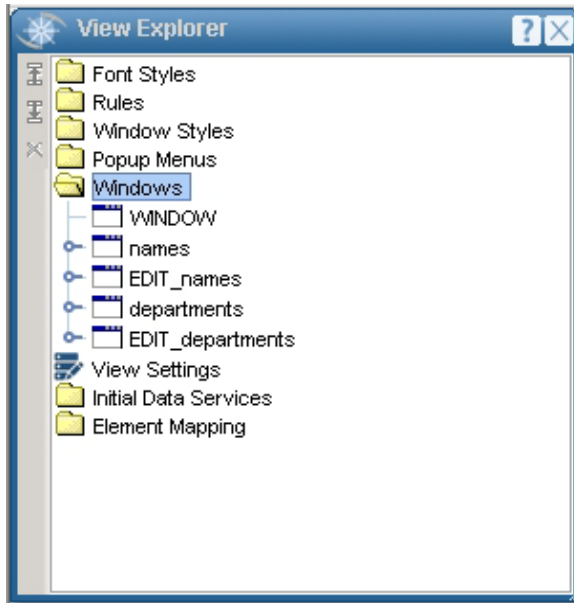 View Explorer
Font Styles
Rules
Window Styles
Popup Menus
Windows
WINDOW
names
EDIT_names
departments
EDIT_departments
View Settings
Initial Data Services
Element Mapping